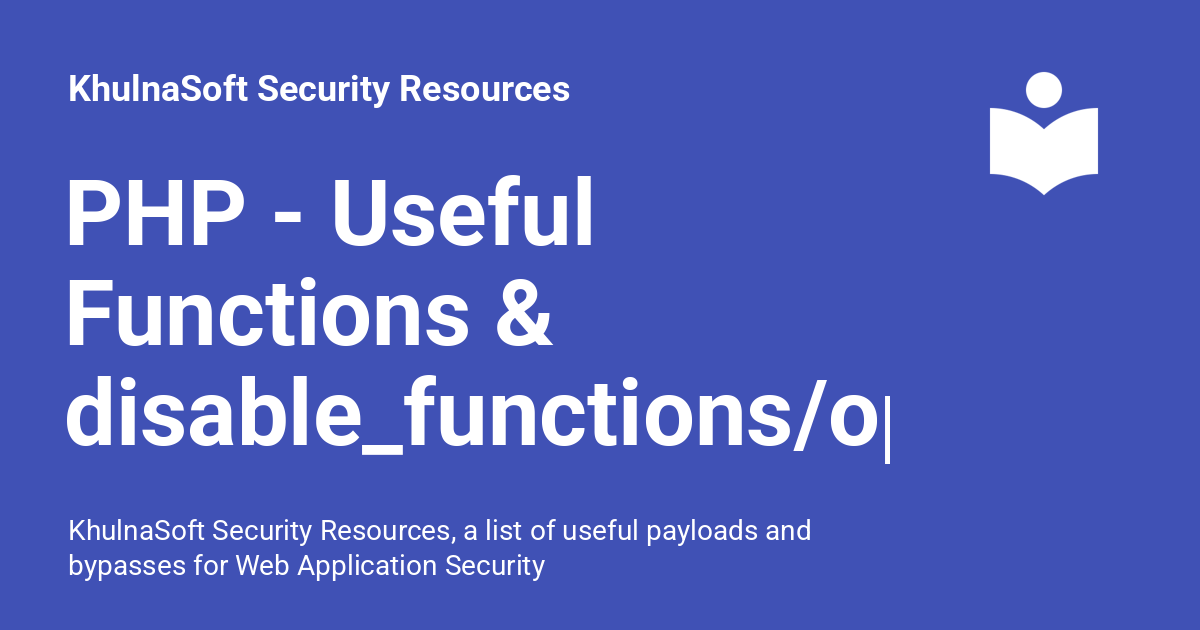 KhulnaSoft Security Resources
PHP - Useful
Functions &
disable_functions/o
KhulnaSoft Security Resources, a list of useful payloads and
bypasses for Web Application Security